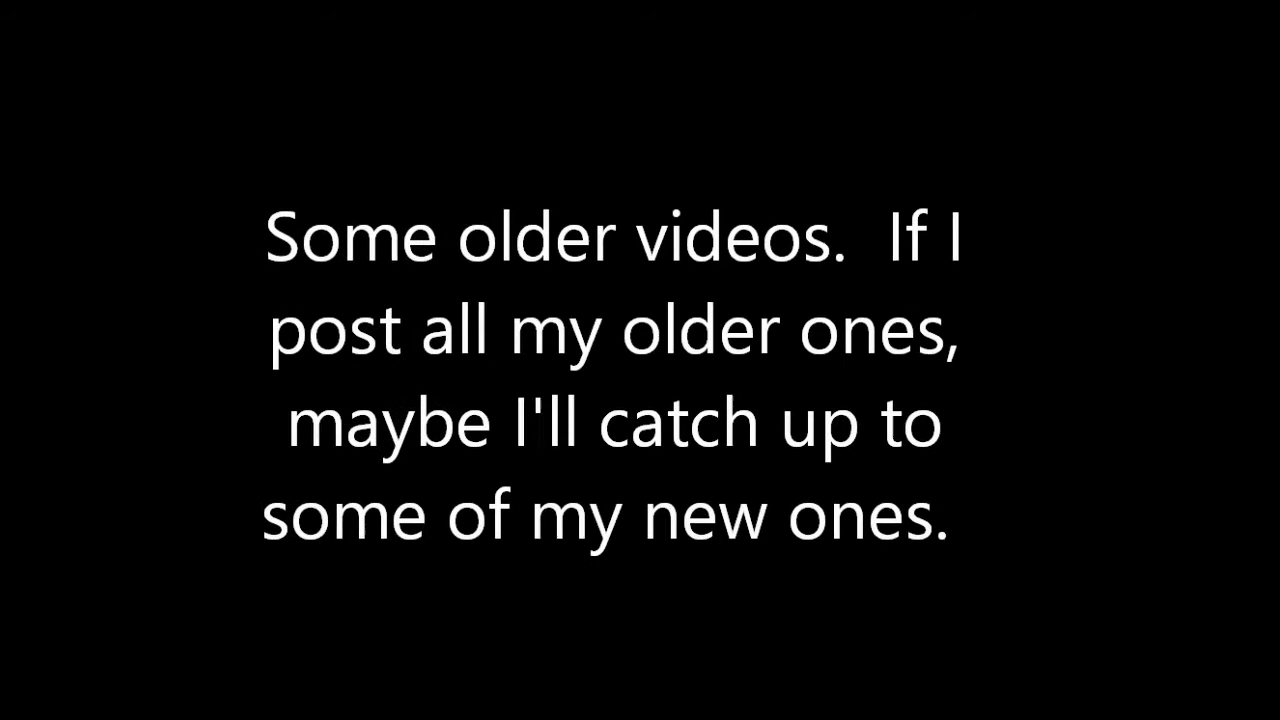 Some older videos.  If I
post all my older ones,
maybe I'll catch up to
some of my new ones.